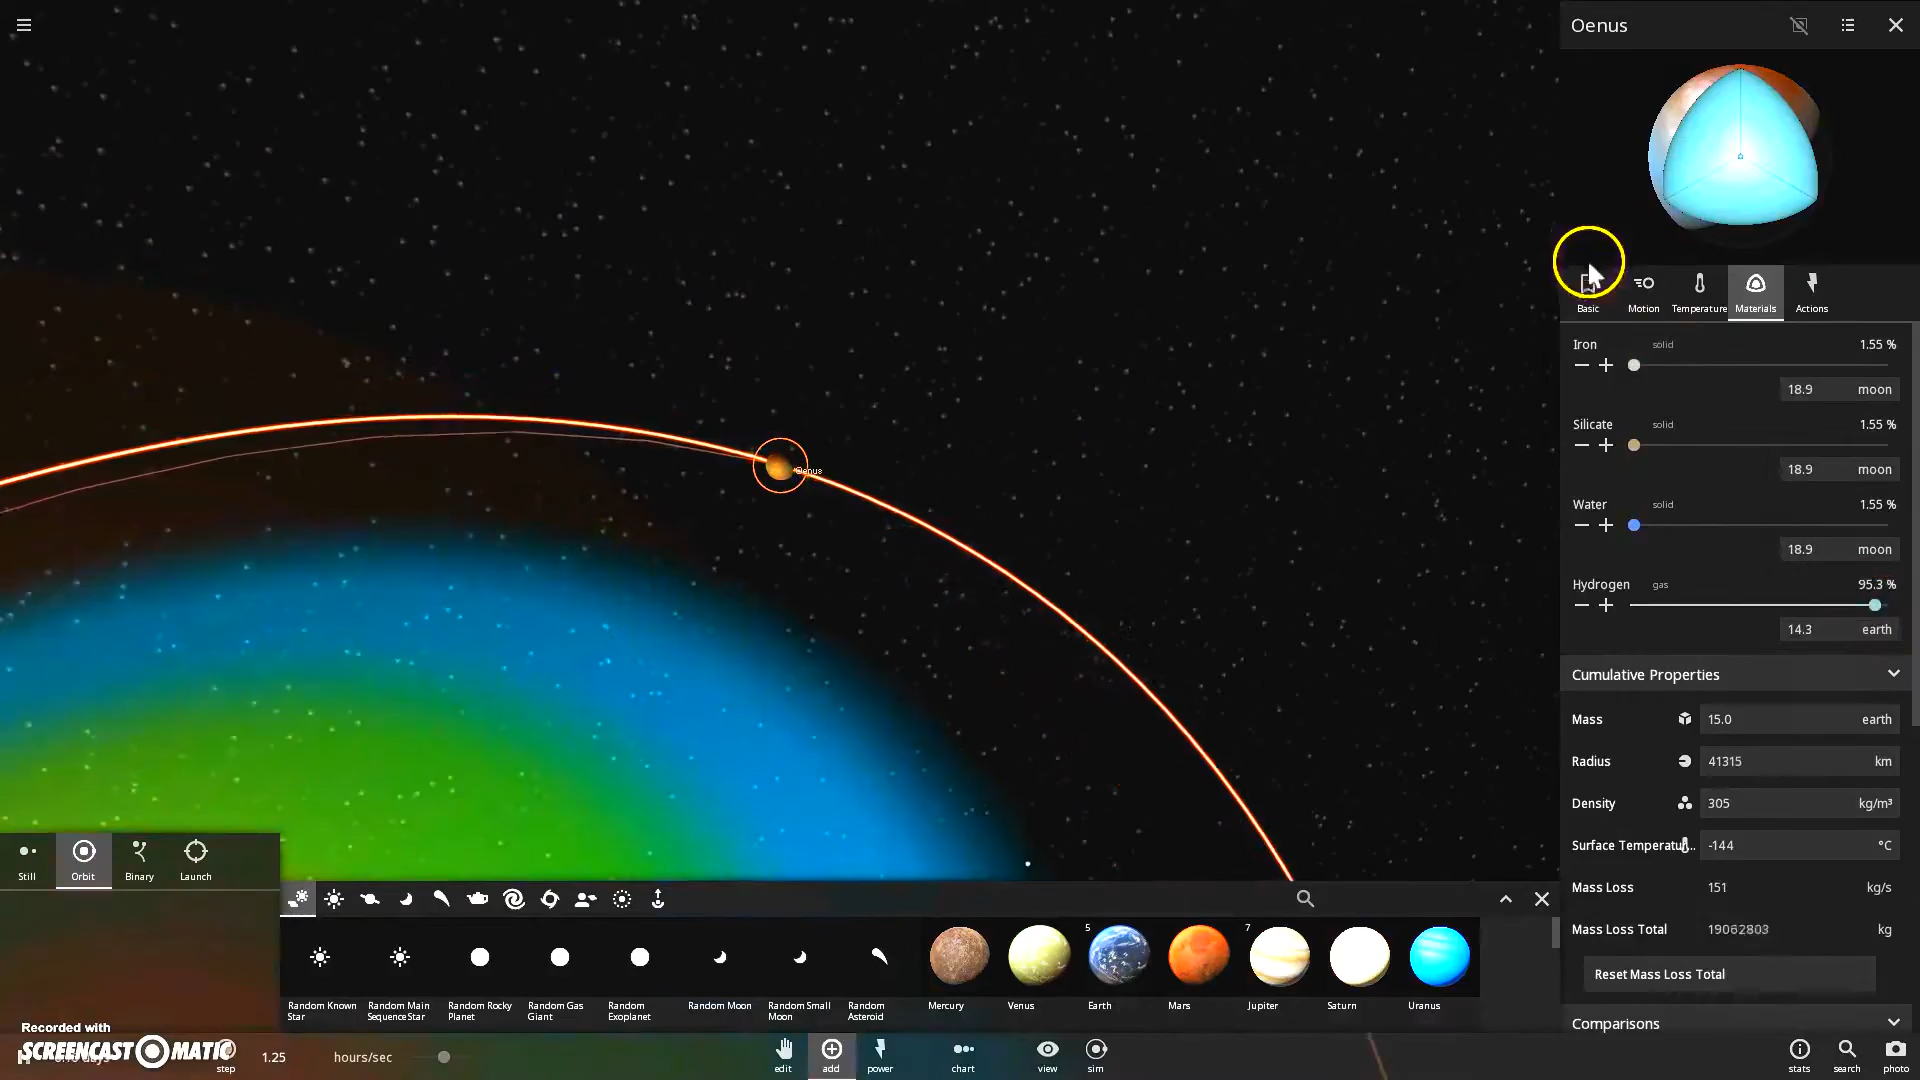 Oenus
Basic
Motion
Temperature
Materials
Actions
Iron solid 1.55 %
18.9 moon
Silicate solid 1.55 %
18.9 moon
Water solid 1.55 %
18.9 moon
Hydrogen gas 95.3 %
14.3 earth
Cumulative Properties
Mass 15.0 earth
Radius 41315 km
Density 305 kg/m³
Surface Temperatu... -144 °C
Mass Loss 151 kg/s
Mass Loss Total 19062803 kg
Reset Mass Loss Total
Comparisons
Oenus
Still
Orbit
Binary
Launch
5
7
Random Known
Star
Random Main
Sequence Star
Random Rocky
Planet
Random Gas
Giant
Random
Exoplanet
Random Moon
Random Small
Moon
Random
Asteroid
Mercury
Venus
Earth
Mars
Jupiter
Saturn
Uranus
Recorded with
SCREENCAST MATIC
step
1.25 hours/sec
edit
add
power
chart
view
sim
stats
search
photo